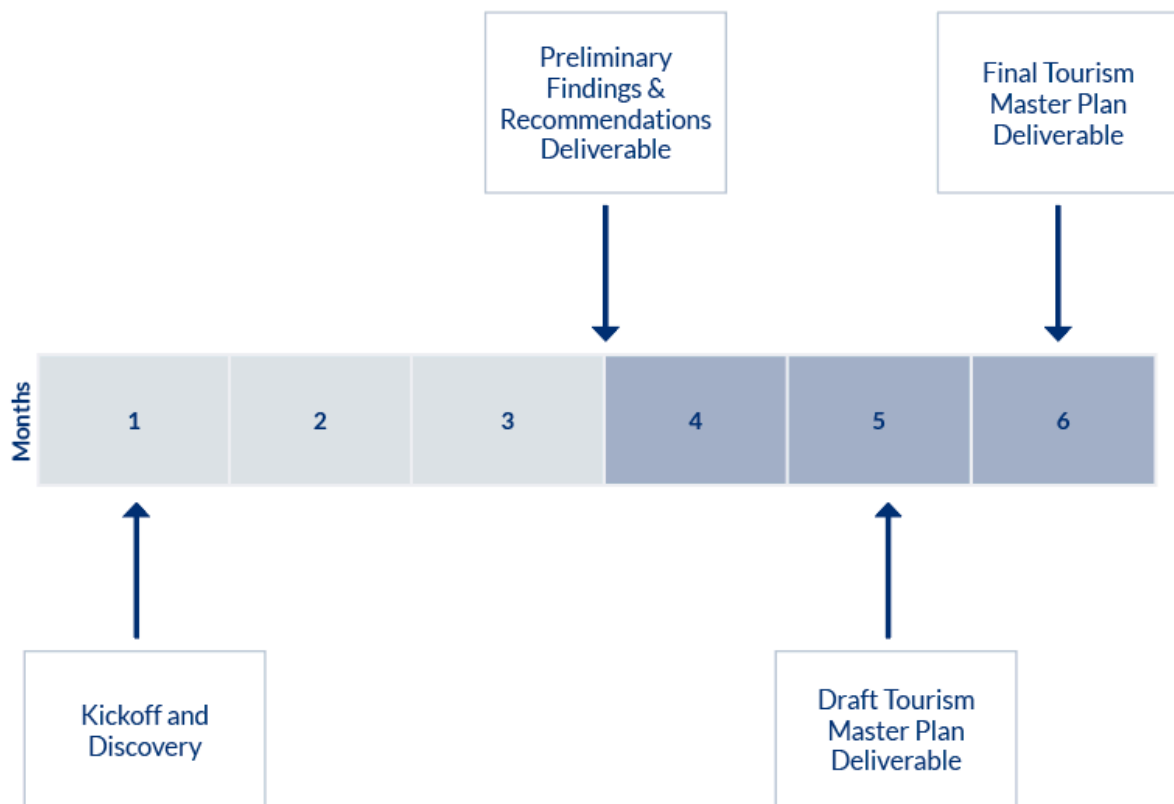 Preliminary
Findings &
Recommendations
Deliverable
Final Tourism
Master Plan
Deliverable
Months
1
2
3
4
5
6
Kickoff and
Discovery
Draft Tourism
Master Plan
Deliverable